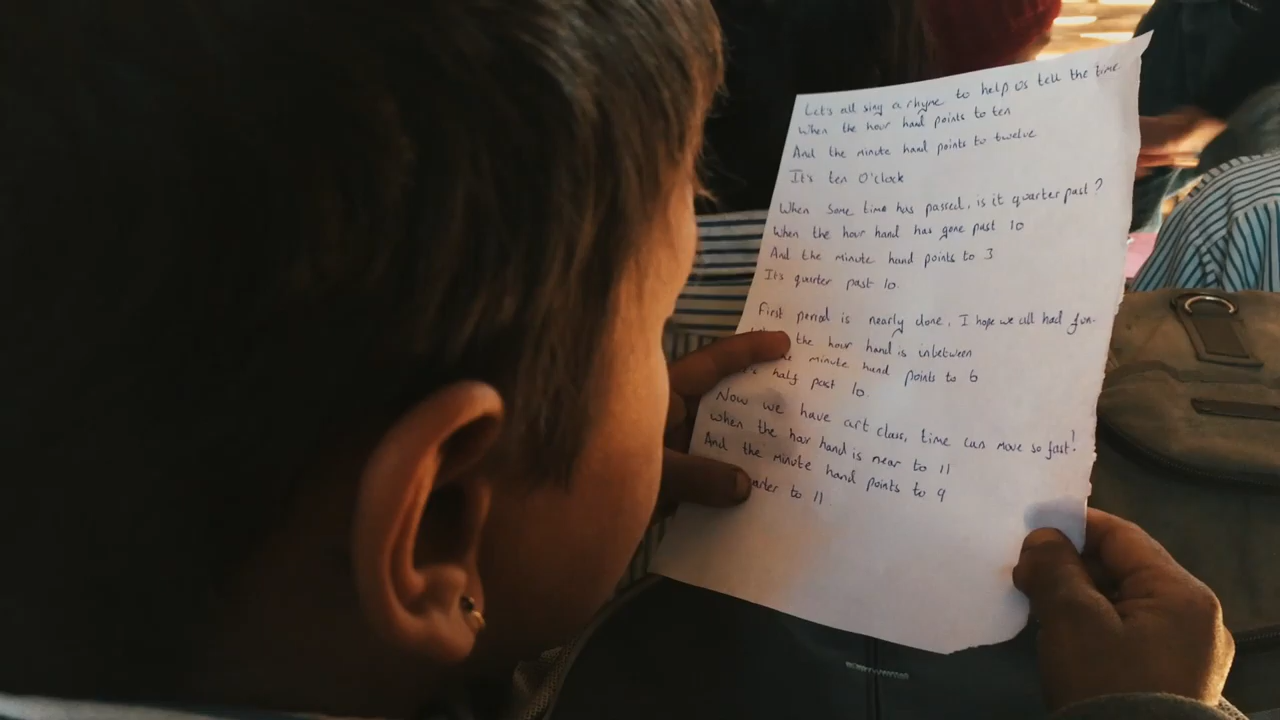 Let's all sing a rhyme to help us tell the time.
When the hour hand points to ten
And the minute hand points to twelve
It's ten O'clock
When some time has passed, is it quarter past?
When the hour hand has gone past 10
And the minute hand points to 3
It's quarter past 10.
First period is nearly done, I hope we all had fun.
the hour hand is inbetween
minute hand points to 6
half past 10.
Now we have art class, time can move so fast!
When the hour hand is near to 11
And the minute hand points to 9
to 11.